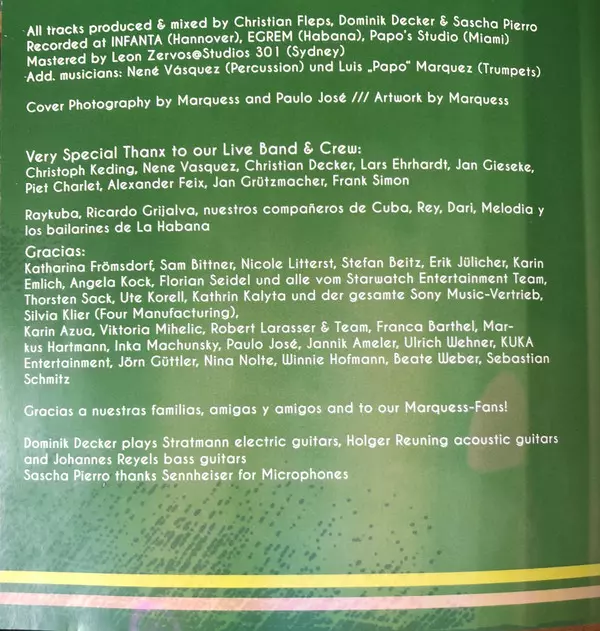 All tracks produced & mixed by Christian Fleps, Dominik Decker & Sascha Pierro
Recorded at INFANTA (Hannover), EGREM (Habana), Papo's Studio (Miami)
Mastered by Leon Zervos@Studios 301 (Sydney)
Add. musicians: Nené Vásquez (Percussion) und Luis „Papo" Marquez (Trumpets)
Cover Photography by Marquess and Paulo José /// Artwork by Marquess
Very Special Thanx to our Live Band & Crew:
Christoph Keding, Nene Vasquez, Christian Decker, Lars Ehrhardt, Jan Gieseke,
Piet Charlet, Alexander Feix, Jan Grützmacher, Frank Simon
Raykuba, Ricardo Grijalva, nuestros compañeros de Cuba, Rey, Dari, Melodia y
los bailarines de La Habana
Gracias:
Katharina Frömsdorf, Sam Bittner, Nicole Litterst, Stefan Beitz, Erik Jülicher, Karin
Emlich, Angela Kock, Florian Seidel und alle vom Starwatch Entertainment Team,
Thorsten Sack, Ute Korell, Kathrin Kalyta und der gesamte Sony Music-Vertrieb,
Silvia Klier (Four Manufacturing),
Karin Azua, Viktoria Mihelic, Robert Larasser & Team, Franca Barthel, Mar-
kus Hartmann, Inka Machunsky, Paulo José, Jannik Ameler, Ulrich Wehner, KUKA
Entertainment, Jörn Güttler, Nina Nolte, Winnie Hofmann, Beate Weber, Sebastian
Schmitz
Gracias a nuestras familias, amigas y amigos and to our Marquess-Fans!
Dominik Decker plays Stratmann electric guitars, Holger Reuning acoustic guitars
and Johannes Reyels bass guitars
Sascha Pierro thanks Sennheiser for Microphones